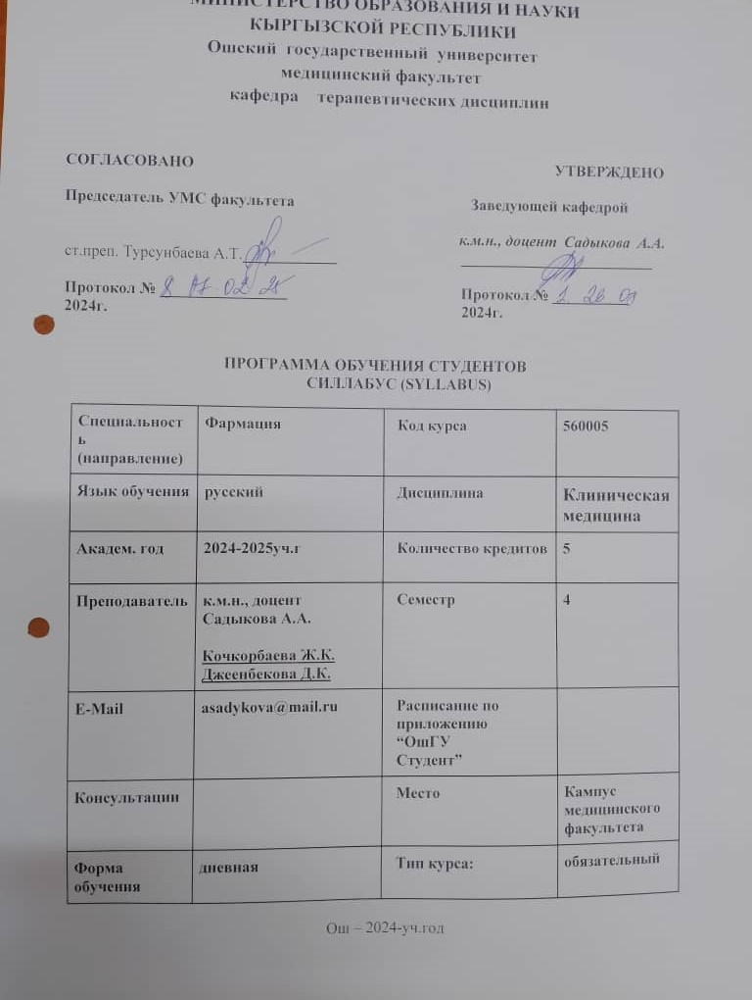 МИНИСТЕРСТВО ОБРАЗОВАНИЯ И НАУКИ
КЫРГЫЗСКОЙ РЕСПУБЛИКИ
Ошский государственный университет
медицинский факультет
кафедра терапевтических дисциплин
СОГЛАСОВАНО
Председатель УМС факультета
ст.преп. Турсунбаева А.Т.
Протокол № 8
2024г.
УТВЕРЖДЕНО
Заведующей кафедрой
к.м.н., доцент Садыкова А.А.
Протокол № 1 26 09
2024г.
ПРОГРАММА ОБУЧЕНИЯ СТУДЕНТОВ
СИЛЛАБУС (SYLLABUS)
Специальност
ь
(направление)
Фармация
Код курса
560005
Язык обучения
русский
Дисциплина
Клиническая
медицина
Академ. год
2024-2025уч.г
Количество кредитов
5
Преподаватель
к.м.н., доцент
Садыкова А.А.
Кочкорбаева Ж.К.
Джеенбекова Д.К.
Семестр
4
E-Mail
asadykova@mail.ru
Расписание по
приложению
“ОшГУ
Студент”
Консультации
Место
Кампус
медицинского
факультета
Форма
обучения
дневная
Тип курса:
обязательный
Ош – 2024-уч.год